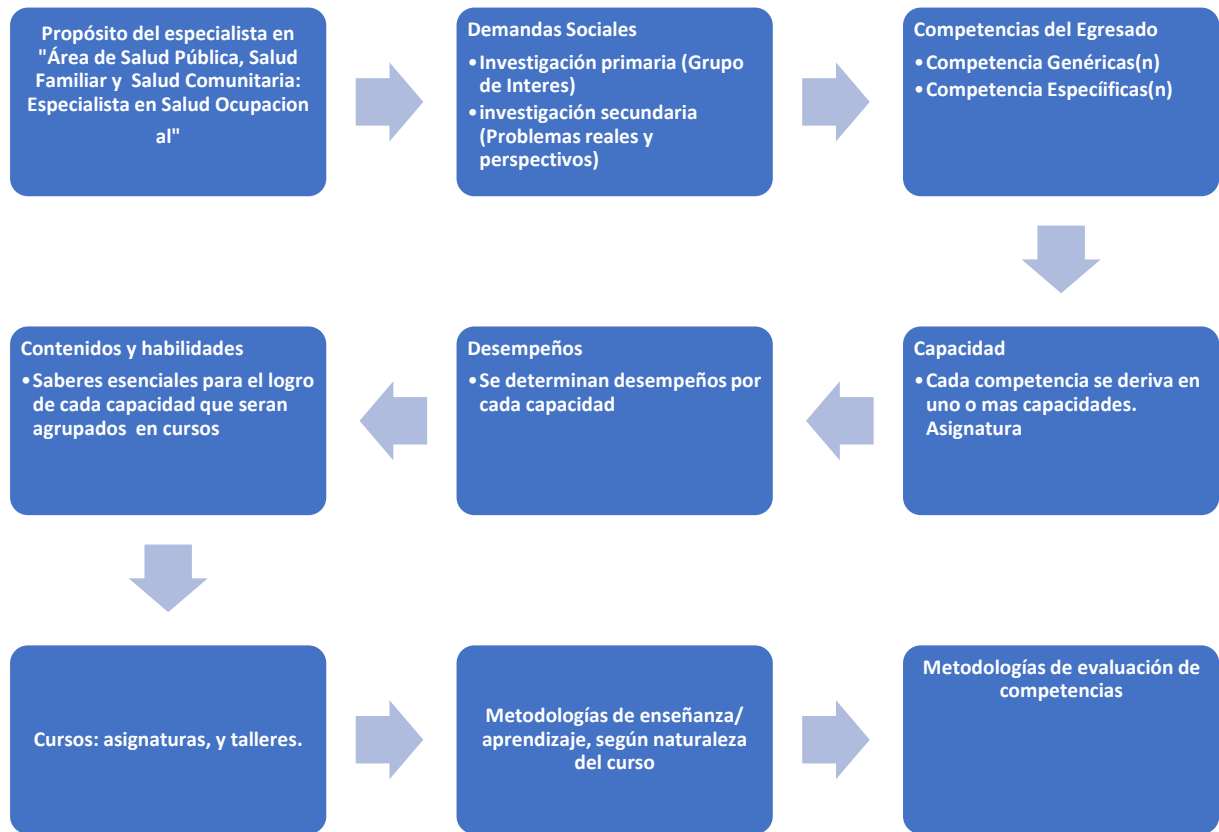 Propósito del especialista en
"Área de Salud Pública, Salud
Familiar y Salud Comunitaria:
Especialista en Salud Ocupacion
al"
Demandas Sociales
•Investigación primaria (Grupo
de Interes)
•investigación secundaria
(Problemas reales y
perspectivos)
Competencias del Egresado
•Competencia Genéricas(n)
•Competencia Especíificas(n)
Capacidad
•Cada competencia se deriva en
uno o mas capacidades.
Asignatura
Desempeños
•Se determinan desempeños por
cada capacidad
Contenidos y habilidades
•Saberes esenciales para el logro
de cada capacidad que seran
agrupados en cursos
Cursos: asignaturas, y talleres.
Metodologías de enseñanza/
aprendizaje, según naturaleza
del curso
Metodologías de evaluación de
competencias